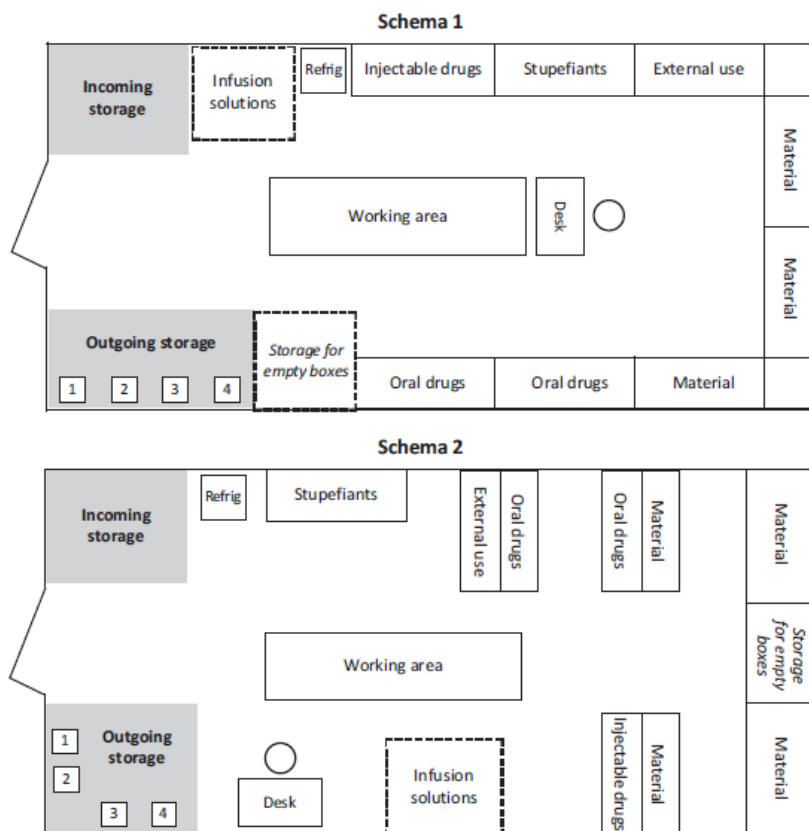 Schema 1
Incoming
storage
Infusion
solutions
Refrig
Injectable drugs
Stupefiants
External use
Material
Working area
Desk
Material
Outgoing storage
1
2
3
4
Storage for
empty boxes
Oral drugs
Oral drugs
Material
Schema 2
Incoming
storage
Refrig
Stupefiants
External use
Oral drugs
Oral drugs
Material
Material
Working area
Storage
for empty
boxes
1
2
Outgoing
storage
3
4
Desk
Infusion
solutions
Injectable drugs
Material
Material